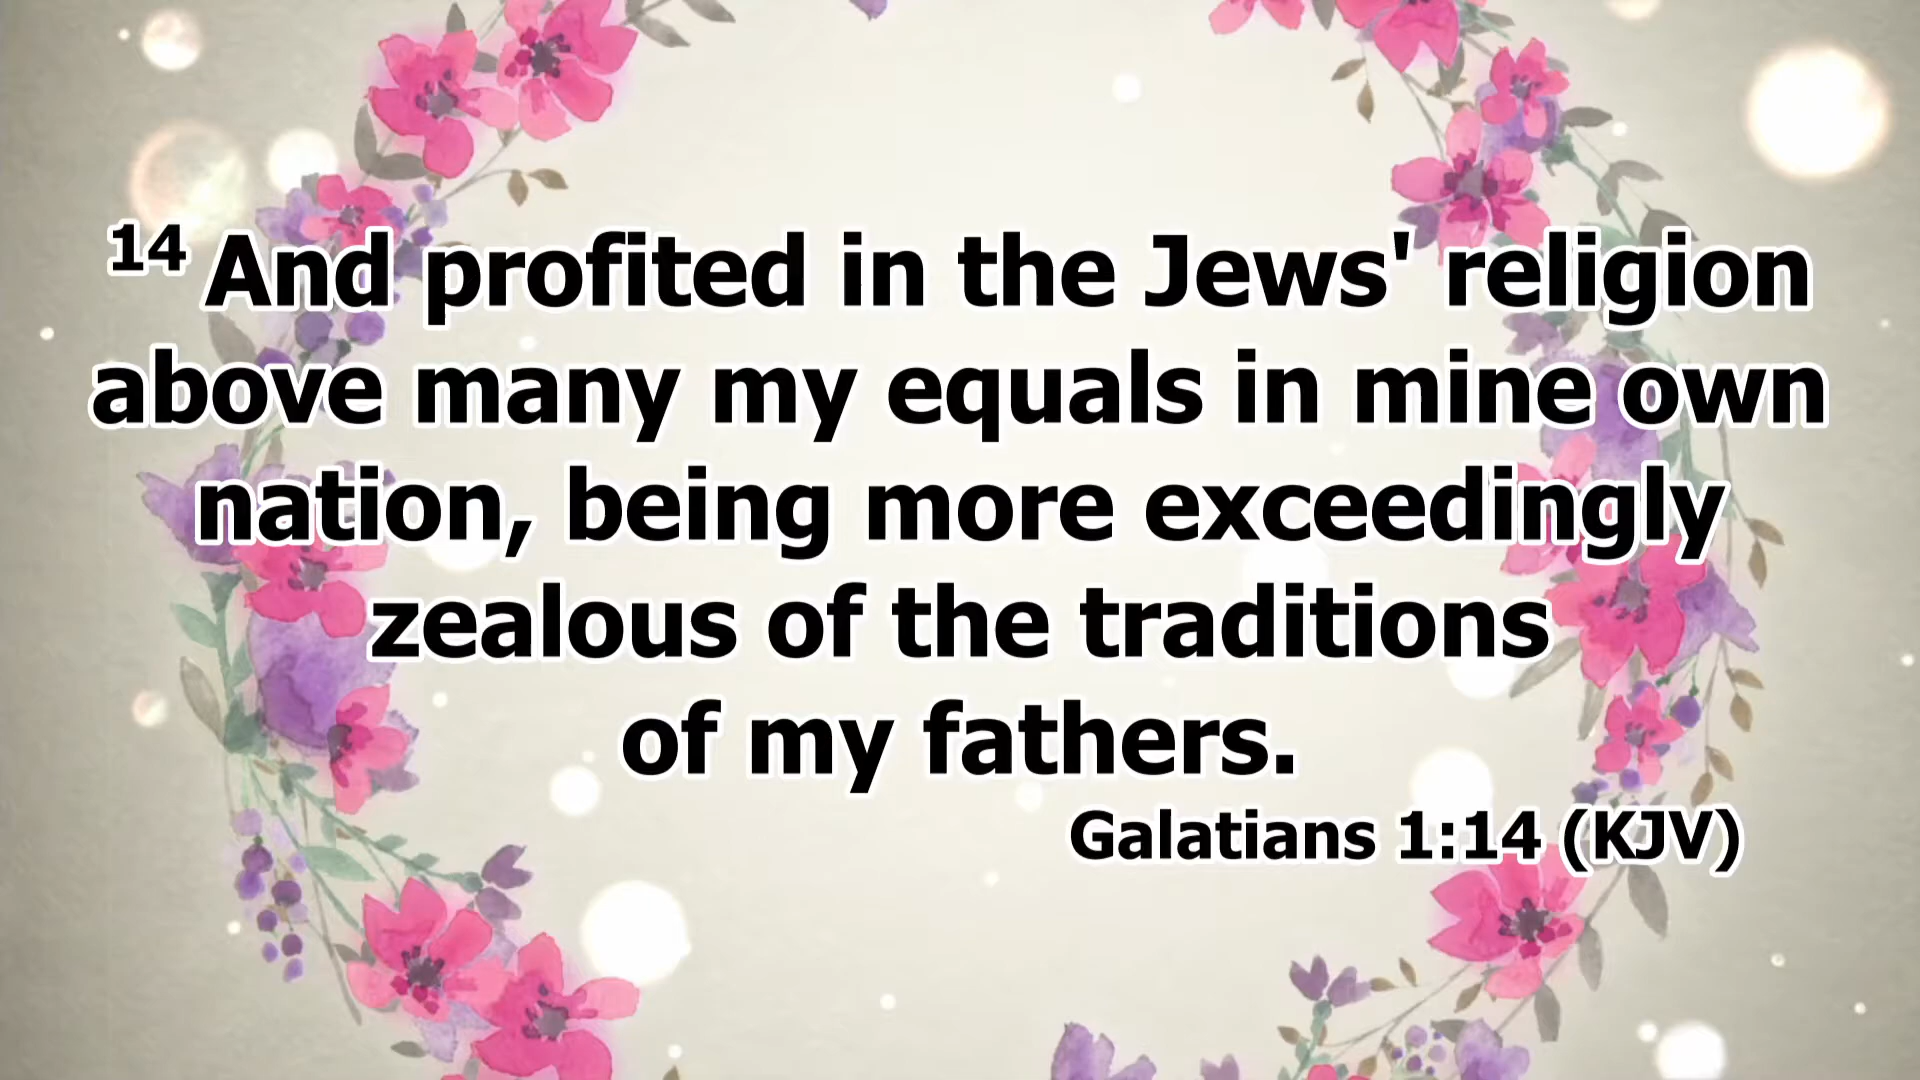 14 And profited in the Jews' religion
above many my equals in mine own
nation, being more exceedingly
zealous of the traditions
of my fathers.
Galatians 1:14 (KJV)